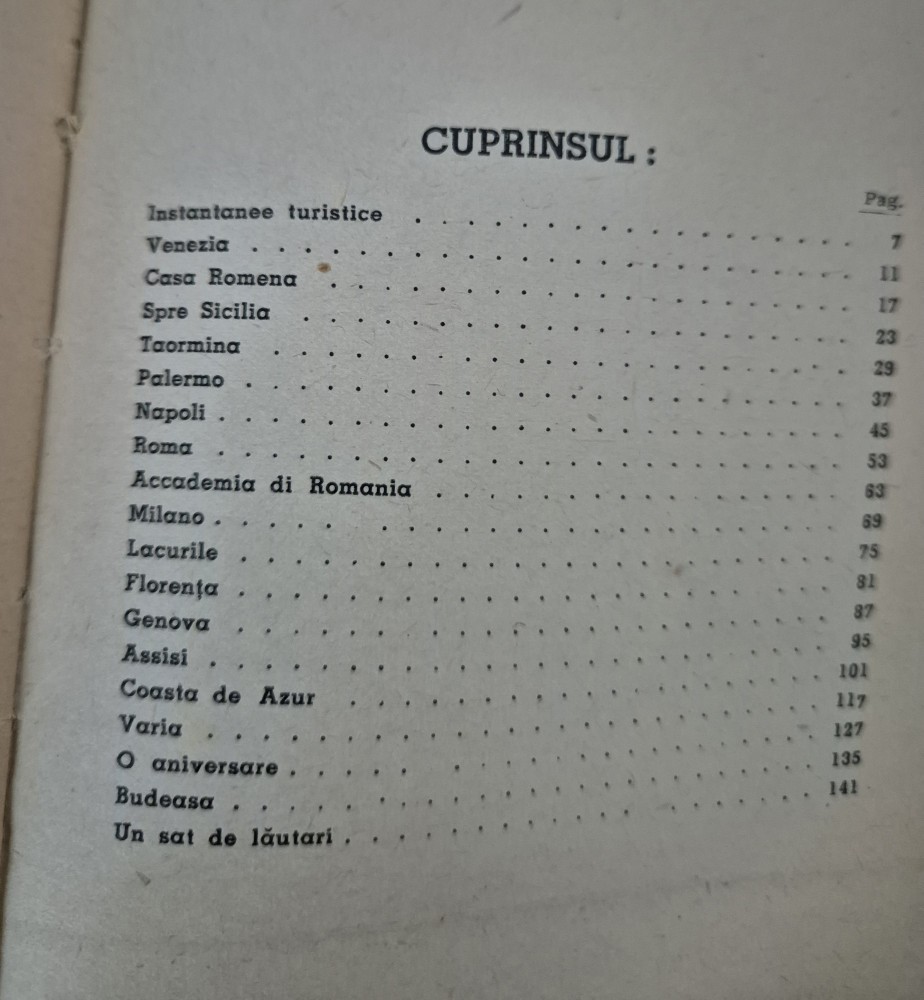 CUPRINSUL :
Pag.
Instantanee turistice . . . . . . . . . . . . . . . . . 7
Venezia . . . . . . . . . . . . . . . . . 11
Casa Romena . . . . . . . . . . . . . . . . . 17
Spre Sicilia . . . . . . . . . . . . . . . . . 23
Taormina . . . . . . . . . . . . . . . . . 29
Palermo . . . . . . . . . . . . . . . . . 37
Napoli . . . . . . . . . . . . . . . . . 45
Roma . . . . . . . . . . . . . . . . . 53
Accademia di Romania . . . . . . . . . . . . . . . . . 63
Milano . . . . . . . . . . . . . . . . . 69
Lacurile . . . . . . . . . . . . . . . . . 75
Florența . . . . . . . . . . . . . . . . . 81
Genova . . . . . . . . . . . . . . . . . 87
Assisi . . . . . . . . . . . . . . . . . 95
Coasta de Azur . . . . . . . . . . . . . . . . . 101
Varia . . . . . . . . . . . . . . . . . 117
O aniversare . . . . . . . . . . . . . . . . . 127
Budeasa . . . . . . . . . . . . . . . . . 135
Un sat de lăutari . . . . . . . . . . . . . . . . . 141